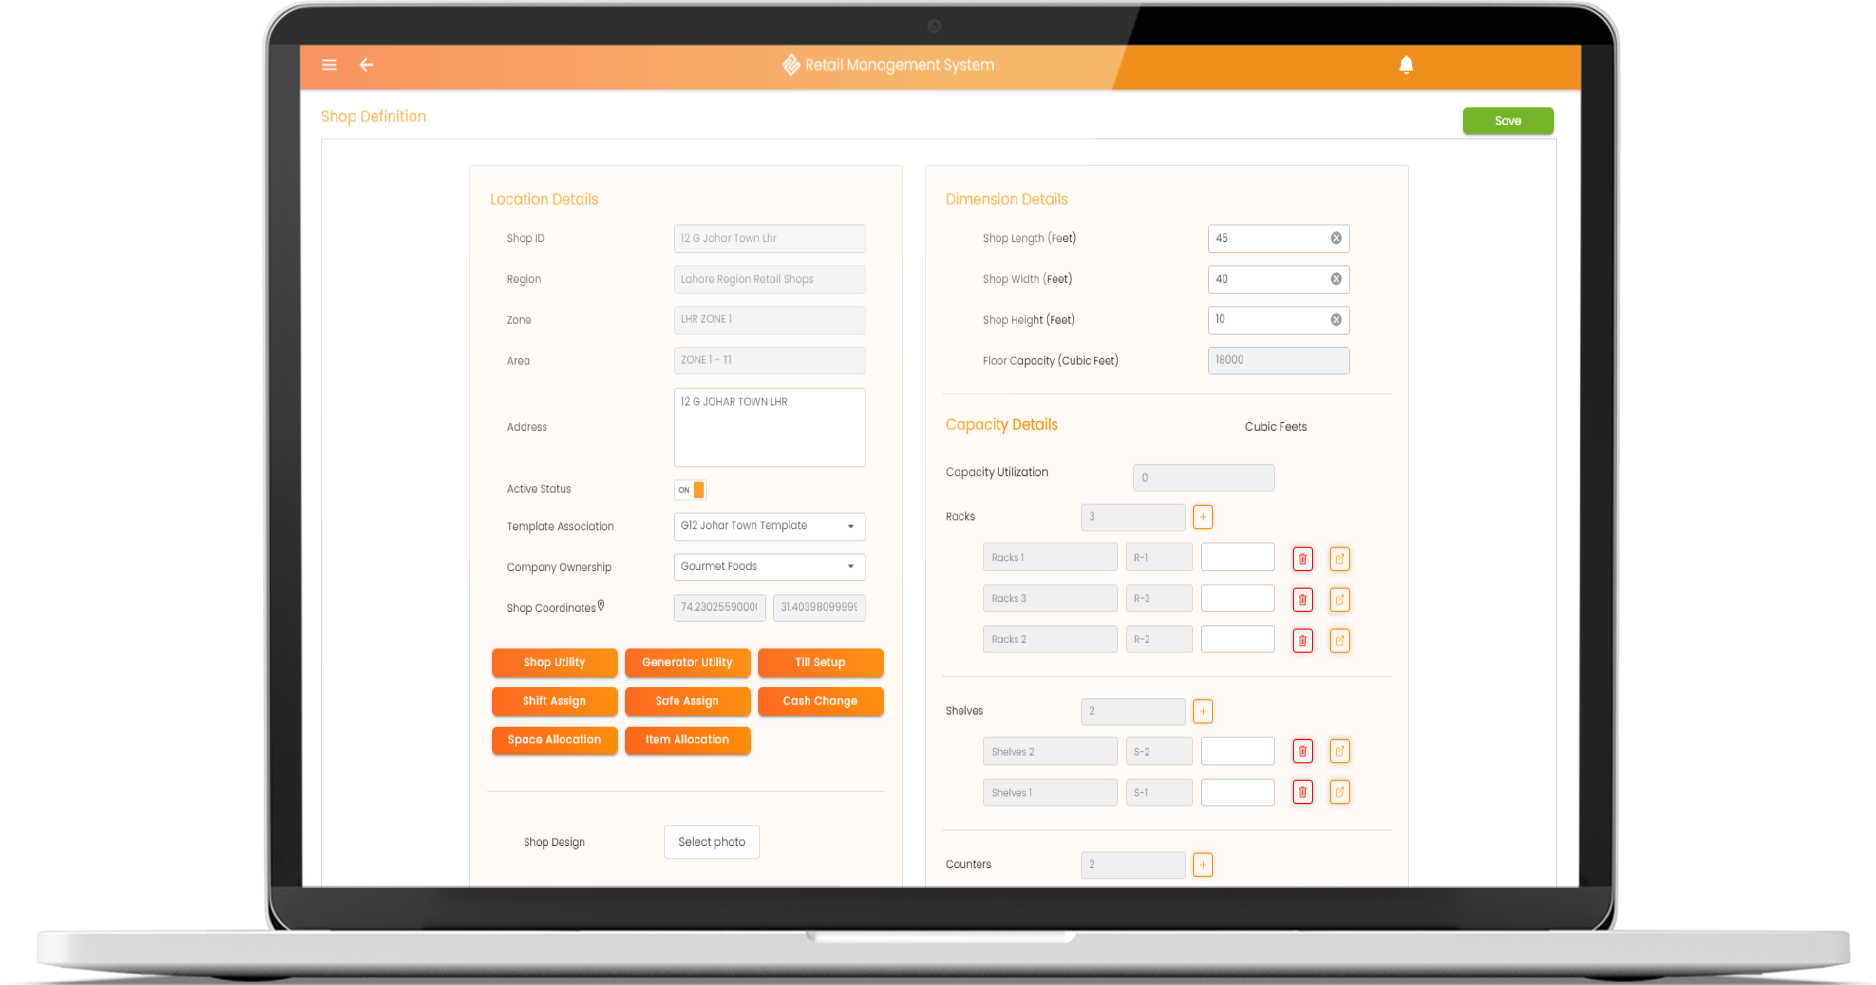 Retail Management System
Shop Definition
Save
Location Details
Shop ID
12 G Johar Town Lhr
Region
Lahore Region Retail Shops
Zone
LHR ZONE 1
Area
ZONE 1 - T1
Address
12 G JOHAR TOWN LHR
Active Status
ON
Template Association
G12 Johar Town Template
Company Ownership
Gourmet Foods
Shop Coordinates
74.2302559000
31.4039809999
Shop Utility
Generator Utility
Till Setup
Shift Assign
Safe Assign
Cash Change
Space Allocation
Item Allocation
Shop Design
Select photo
Dimension Details
Shop Length (Feet)
45
Shop Width (Feet)
40
Shop Height (Feet)
10
Floor Capacity (Cubic Feet)
18000
Capacity Details
Cubic Feets
Capacity Utilization
0
Racks
3
+
Racks 1
R-1
Racks 3
R-3
Racks 2
R-2
Shelves
2
+
Shelves 2
S-2
Shelves 1
S-1
Counters
2
+